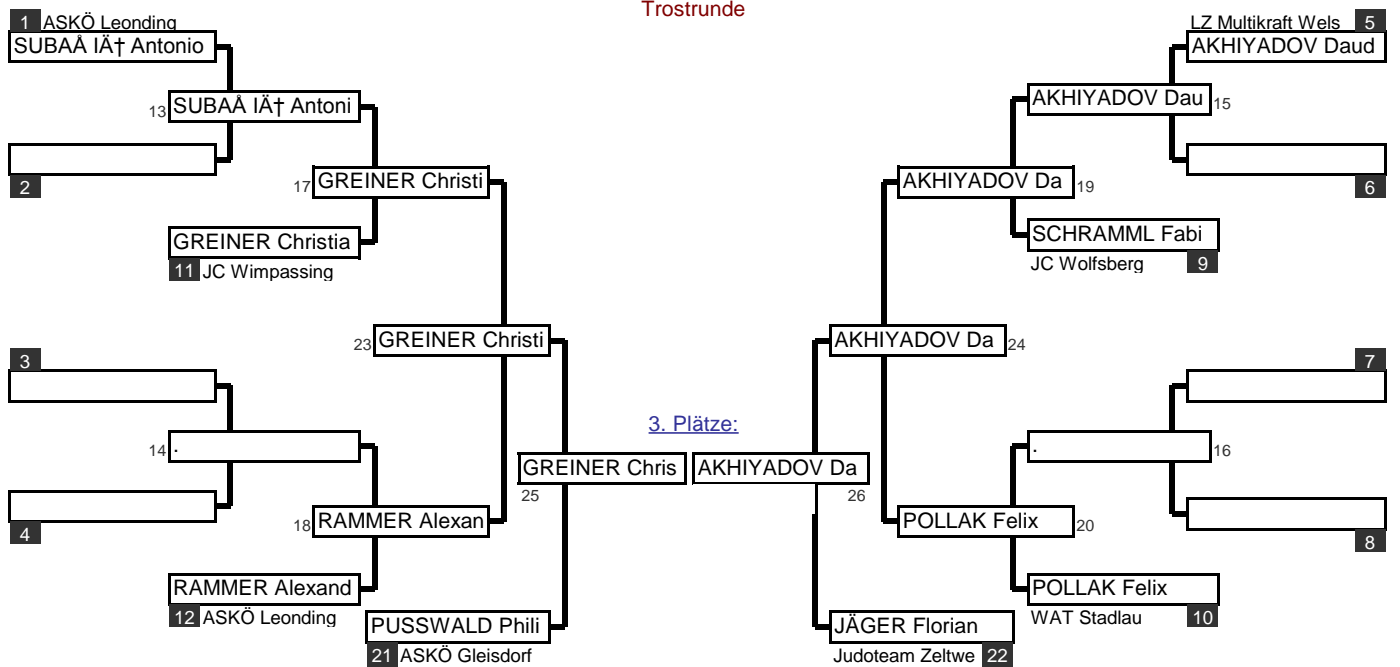 Trostrunde
1 ASKÖ Leonding
SUBAÅ IÄ† Antonio
13 SUBAÅ IÄ† Antoni
2
17 GREINER Christi
GREINER Christia
11 JC Wimpassing
23 GREINER Christi
3
14 .
4
18 RAMMER Alexan
RAMMER Alexand
12 ASKÖ Leonding
PUSSWALD Phili
21 ASKÖ Gleisdorf
3. Plätze:
GREINER Chris
25
AKHIYADOV Da
26
LZ Multikraft Wels 5
AKHIYADOV Daud
AKHIYADOV Dau 15
6
AKHIYADOV Da 19
SCHRAMML Fabi
JC Wolfsberg 9
AKHIYADOV Da 24
7
. 16
8
POLLAK Felix 20
POLLAK Felix
WAT Stadlau 10
JÄGER Florian
Judoteam Zeltwe 22